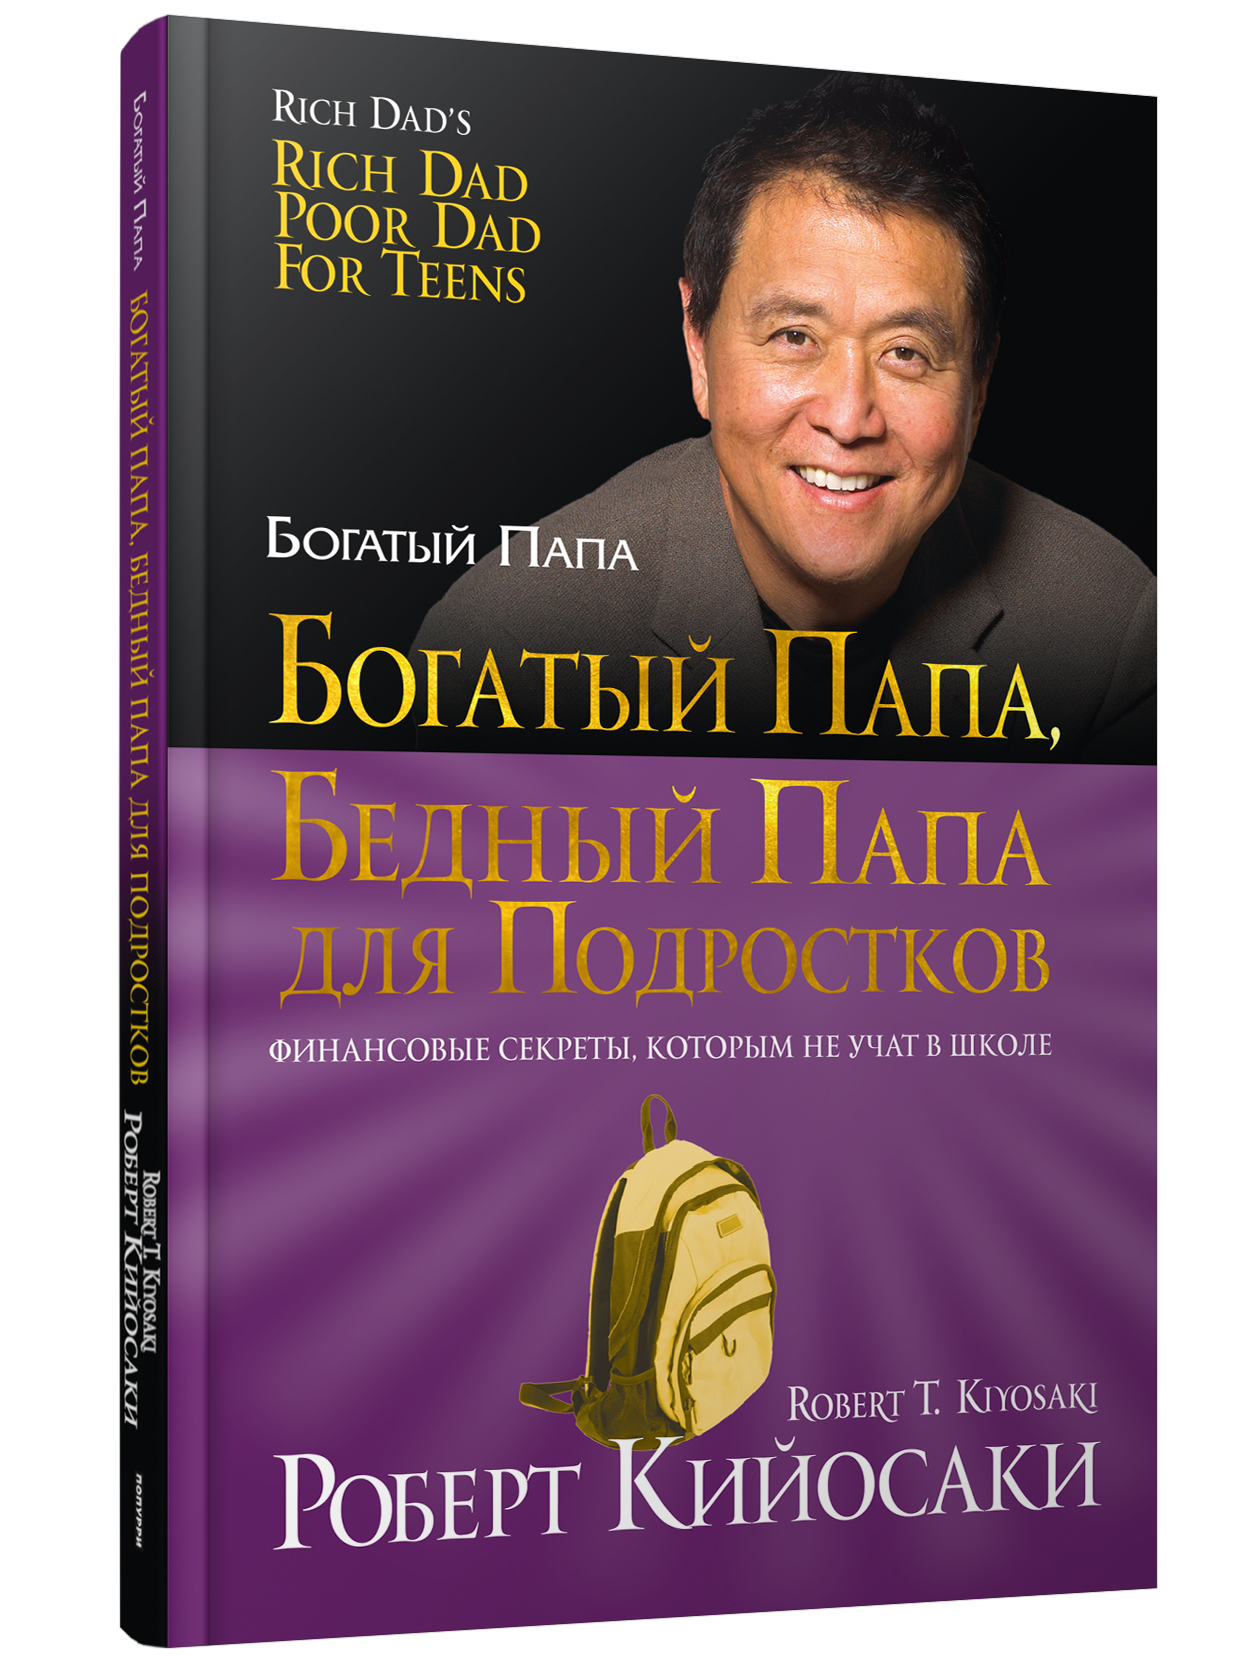 RICH DAD'S
RICH DAD
POOR DAD
FOR TEENS
БОГАТЫЙ ПАПА
БОГАТЫЙ ПАПА,
БЕДНЫЙ ПАПА
ДЛЯ ПОДРОСТКОВ
ФИНАНСОВЫЕ СЕКРЕТЫ, КОТОРЫМ НЕ УЧАТ В ШКОЛЕ
ROBERT T. KIYOSAKI
РОБЕРТ КИЙОСАКИ
БОГАТЫЙ ПАПА
БОГАТЫЙ ПАПА, БЕДНЫЙ ПАПА ДЛЯ ПОДРОСТКОВ
ROBERT T. KIYOSAKI
РОБЕРТ КИЙОСАКИ
ПОПУРРИ